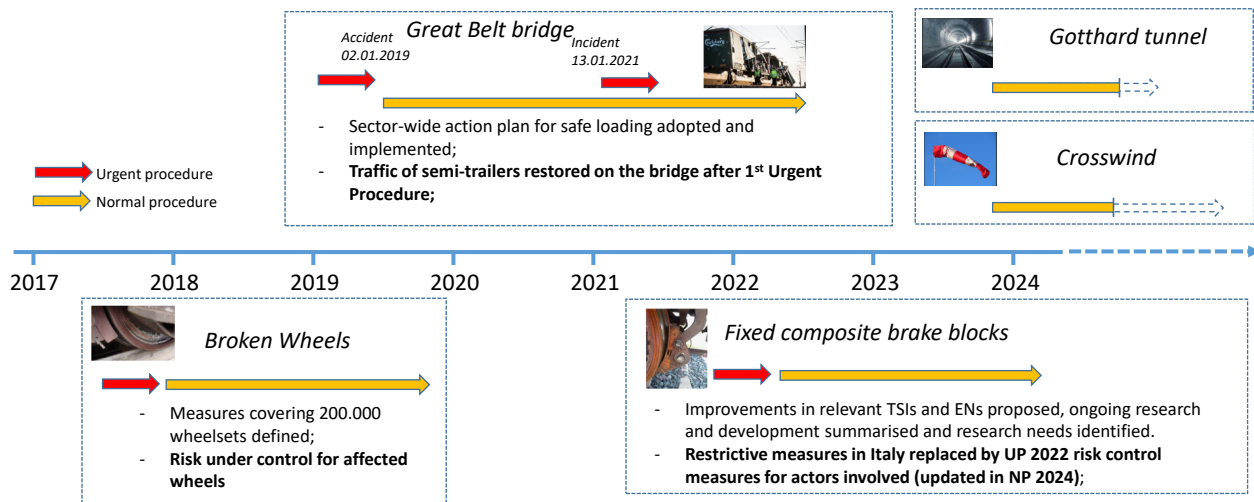 Great Belt bridge
Accident
02.01.2019
Incident
13.01.2021
- Sector-wide action plan for safe loading adopted and
implemented;
- Traffic of semi-trailers restored on the bridge after 1st Urgent
Procedure;
Gotthard tunnel
Crosswind
Urgent procedure
Normal procedure
2017 2018 2019 2020 2021 2022 2023 2024
Broken Wheels
- Measures covering 200.000
wheelsets defined;
- Risk under control for affected
wheels
Fixed composite brake blocks
- Improvements in relevant TSIs and ENs proposed, ongoing research
and development summarised and research needs identified.
- Restrictive measures in Italy replaced by UP 2022 risk control
measures for actors involved (updated in NP 2024);